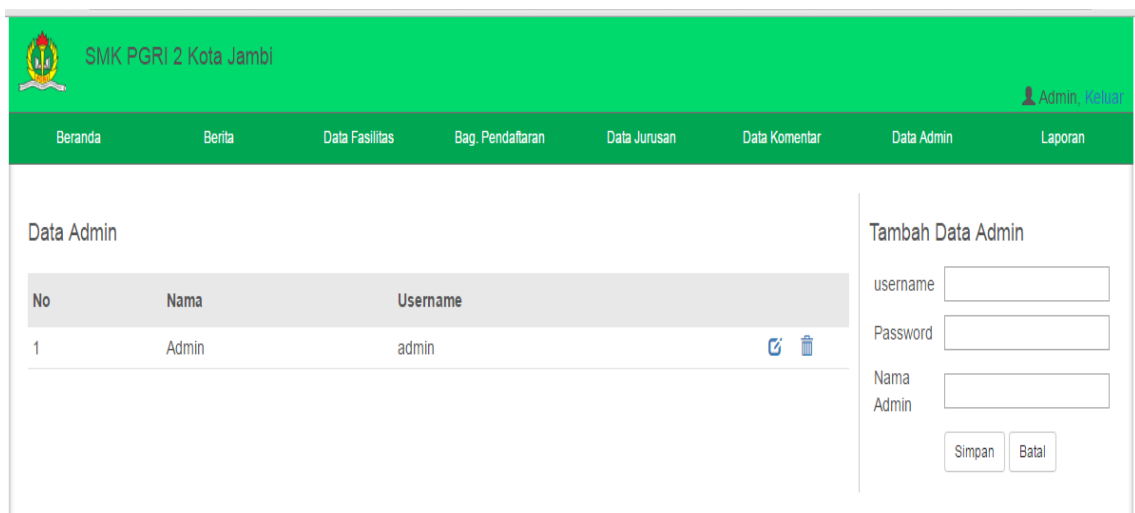 SMK PGRI 2 Kota Jambi
Admin, Keluar
Beranda Berita Data Fasilitas Bag. Pendaftaran Data Jurusan Data Komentar Data Admin Laporan
Data Admin
No Nama Username
1 Admin admin
Tambah Data Admin
username
Password
Nama
Admin
Simpan Batal